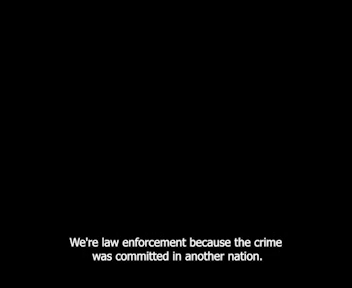 We're law enforcement because the crime
was committed in another nation.